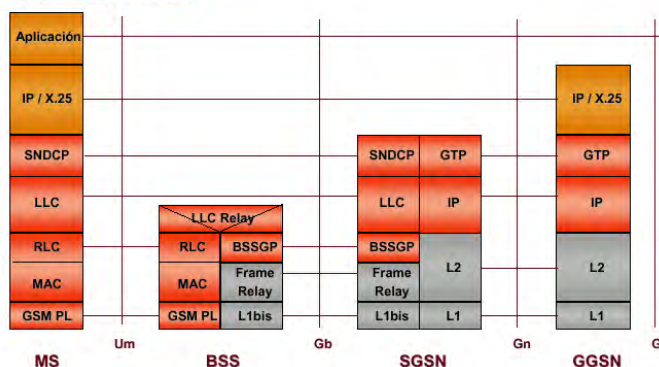 Aplicación
IP / X.25 IP / X.25
SNDCP SNDCP GTP GTP
LLC LLC IP IP
LLC Relay
RLC RLC BSSGP BSSGP
MAC MAC Frame Relay Frame Relay L2 L2
GSM PL GSM PL L1bis L1bis L1 L1
Um Gb Gn G
MS BSS SGSN GGSN